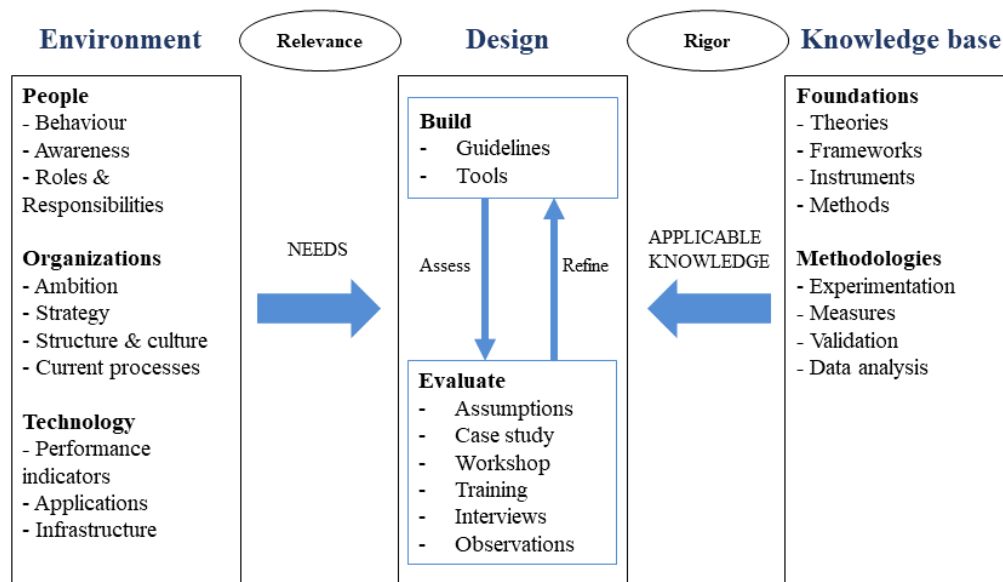 Environment
Relevance
Design
Rigor
Knowledge base
People
- Behaviour
- Awareness
- Roles &
Responsibilities
Organizations
- Ambition
- Strategy
- Structure & culture
- Current processes
Technology
- Performance
indicators
- Applications
- Infrastructure
NEEDS
Build
- Guidelines
- Tools
Assess
Refine
Evaluate
- Assumptions
- Case study
- Workshop
- Training
- Interviews
- Observations
APPLICABLE
KNOWLEDGE
Foundations
- Theories
- Frameworks
- Instruments
- Methods
Methodologies
- Experimentation
- Measures
- Validation
- Data analysis